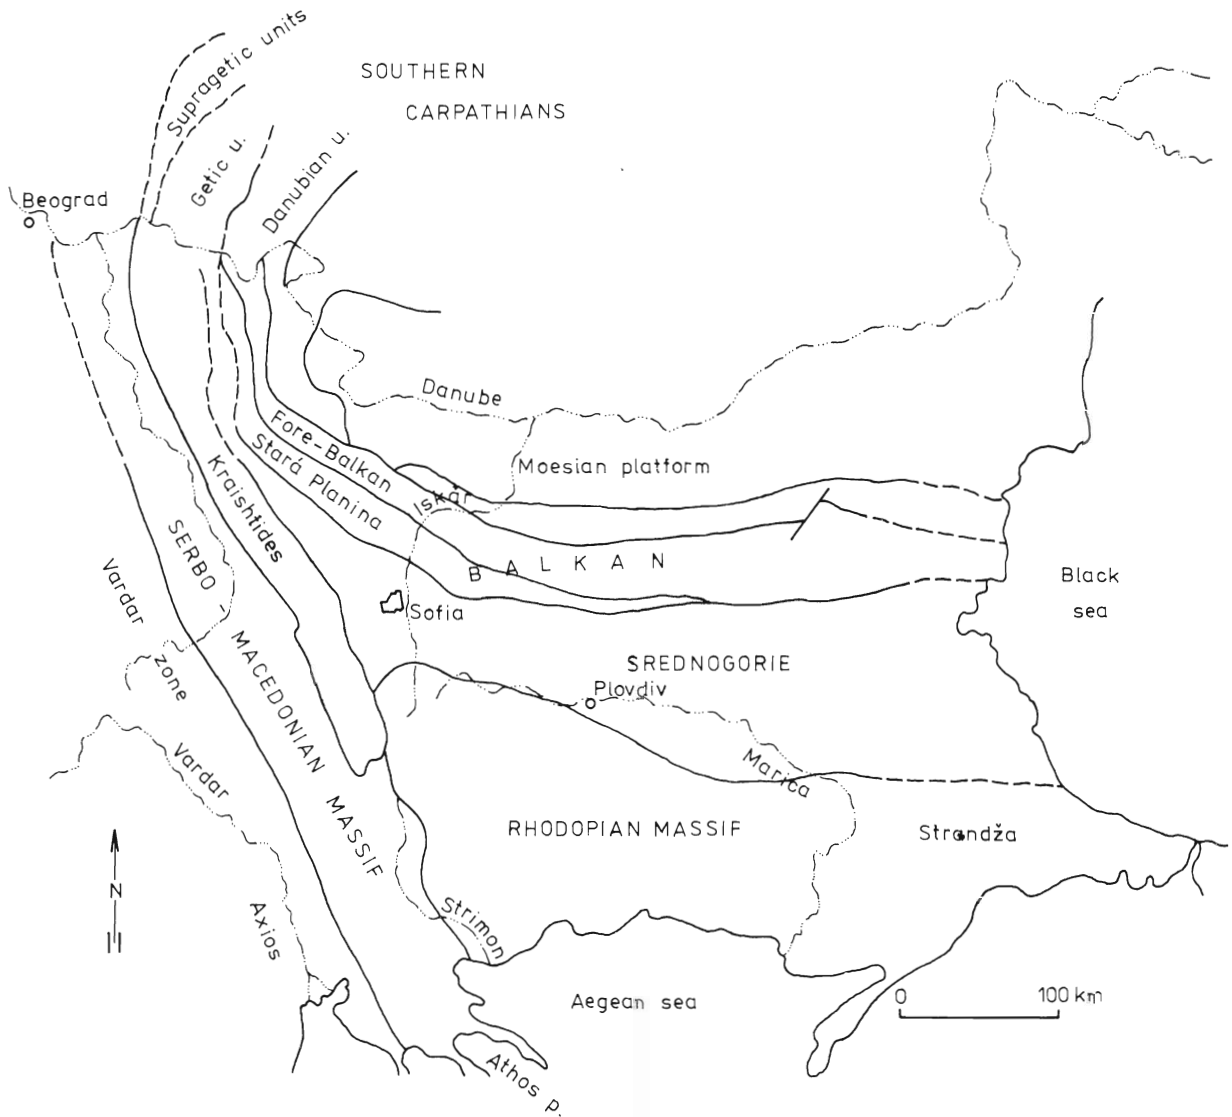 Supragetic units
SOUTHERN
CARPATHIANS
Getic u.
Danubian u.
Beograd
Danube
Fore-Balkan
Moesian platform
Stará Planina
Iskǎr
Kraishtides
SERBO -
MACEDONIAN
MASSIF
BALKAN
Vardar
zone
Black
sea
Sofia
SREDNOGORIE
Plovdiv
Vardar
Marica
RHODOPIAN MASSIF
Strandža
N
Axios
Strimon
Aegean sea
0 100 km
Athos p.